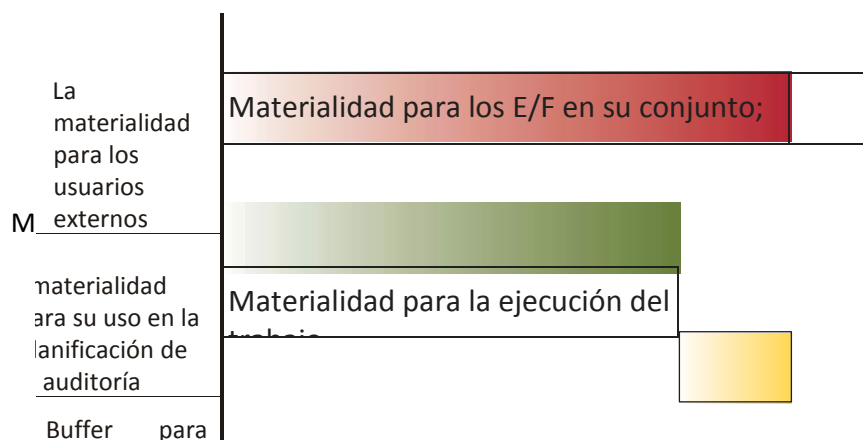 La
materialidad
para los
usuarios
M externos
materialidad
ara su uso en la
lanificación de
auditoría
Buffer para
Materialidad para los E/F en su conjunto;
Materialidad para la ejecución del
trabajo